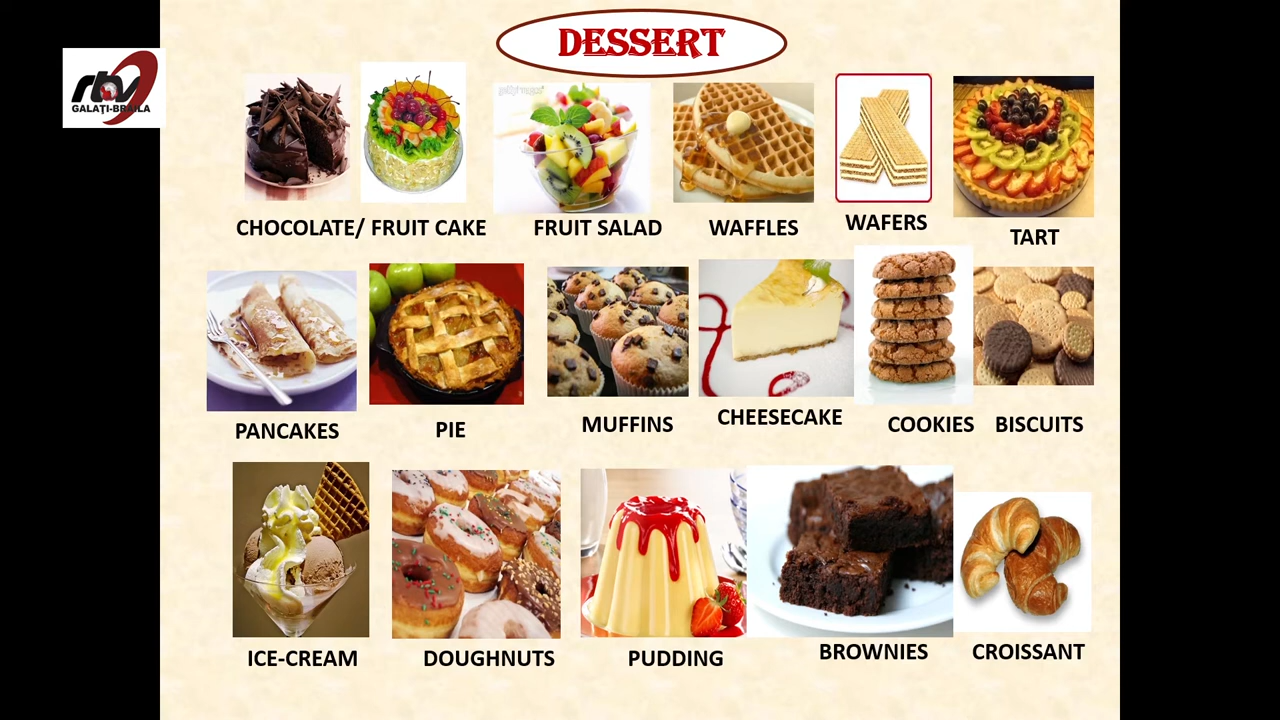 DESSERT
rtv
GALAȚI-BRĂILA
CHOCOLATE/ FRUIT CAKE
FRUIT SALAD
WAFFLES
WAFERS
TART
PANCAKES
PIE
MUFFINS
CHEESECAKE
COOKIES
BISCUITS
ICE-CREAM
DOUGHNUTS
PUDDING
BROWNIES
CROISSANT